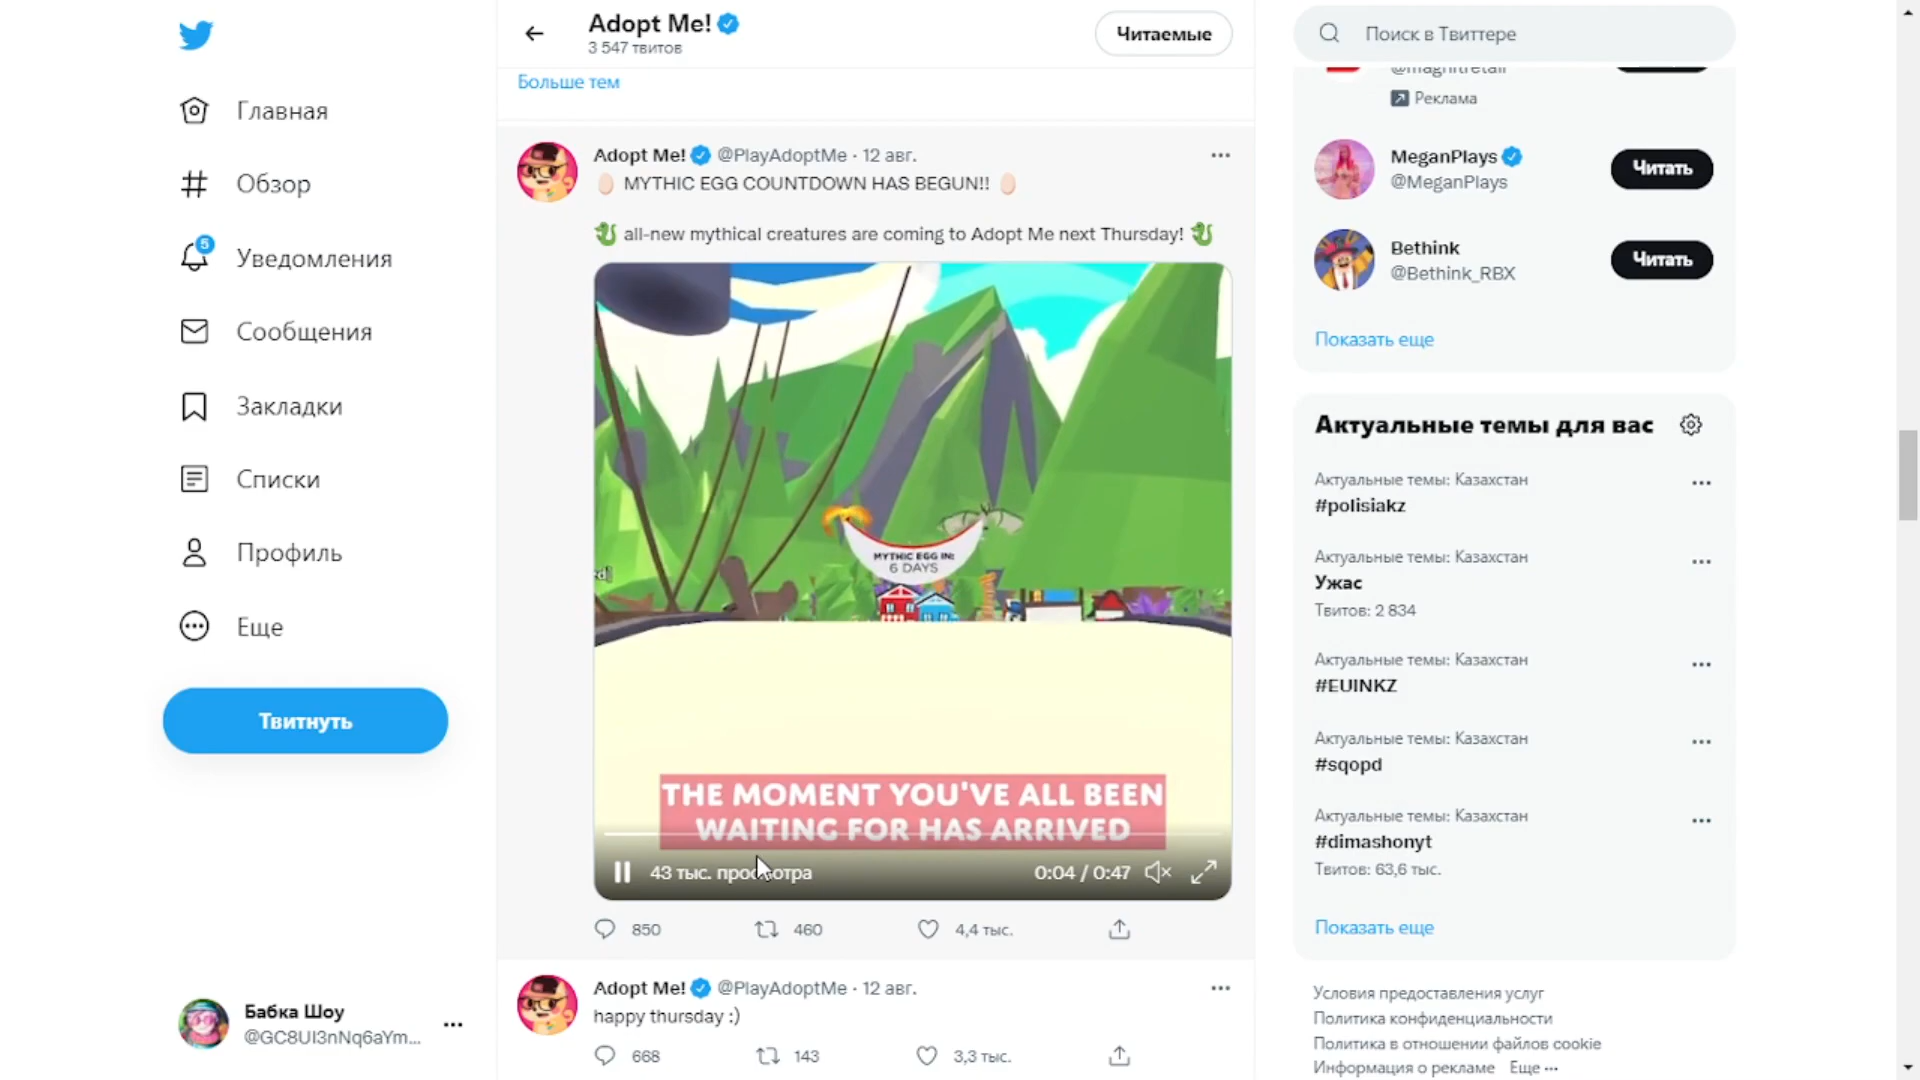 Главная
Обзор
5
Уведомления
Сообщения
Закладки
Списки
Профиль
Еще
Твитнуть
Бабка Шоу
@GC8UI3nNq6aYm...
Adopt Me!
3 547 твитов
Читаемые
Больше тем
Adopt Me! @PlayAdoptMe · 12 авг.
MYTHIC EGG COUNTDOWN HAS BEGUN!!
all-new mythical creatures are coming to Adopt Me next Thursday!
MYTHIC EGG IN:
6 DAYS
THE MOMENT YOU'VE ALL BEEN
WAITING FOR HAS ARRIVED
43 тыс. просмотра
0:04 / 0:47
850 460 4,4 тыс.
Adopt Me! @PlayAdoptMe · 12 авг.
happy thursday :)
668 143 3,3 тыс.
Поиск в Твиттере
@magnitretail
Реклама
MeganPlays
@MeganPlays
Читать
Bethink
@Bethink_RBX
Читать
Показать еще
Актуальные темы для вас
Актуальные темы: Казахстан
#polisiakz
Актуальные темы: Казахстан
Ужас
Твитов: 2 834
Актуальные темы: Казахстан
#EUINKZ
Актуальные темы: Казахстан
#sqopd
Актуальные темы: Казахстан
#dimashonyt
Твитов: 63,6 тыс.
Показать еще
Условия предоставления услуг
Политика конфиденциальности
Политика в отношении файлов cookie
Информация о рекламе Еще ···